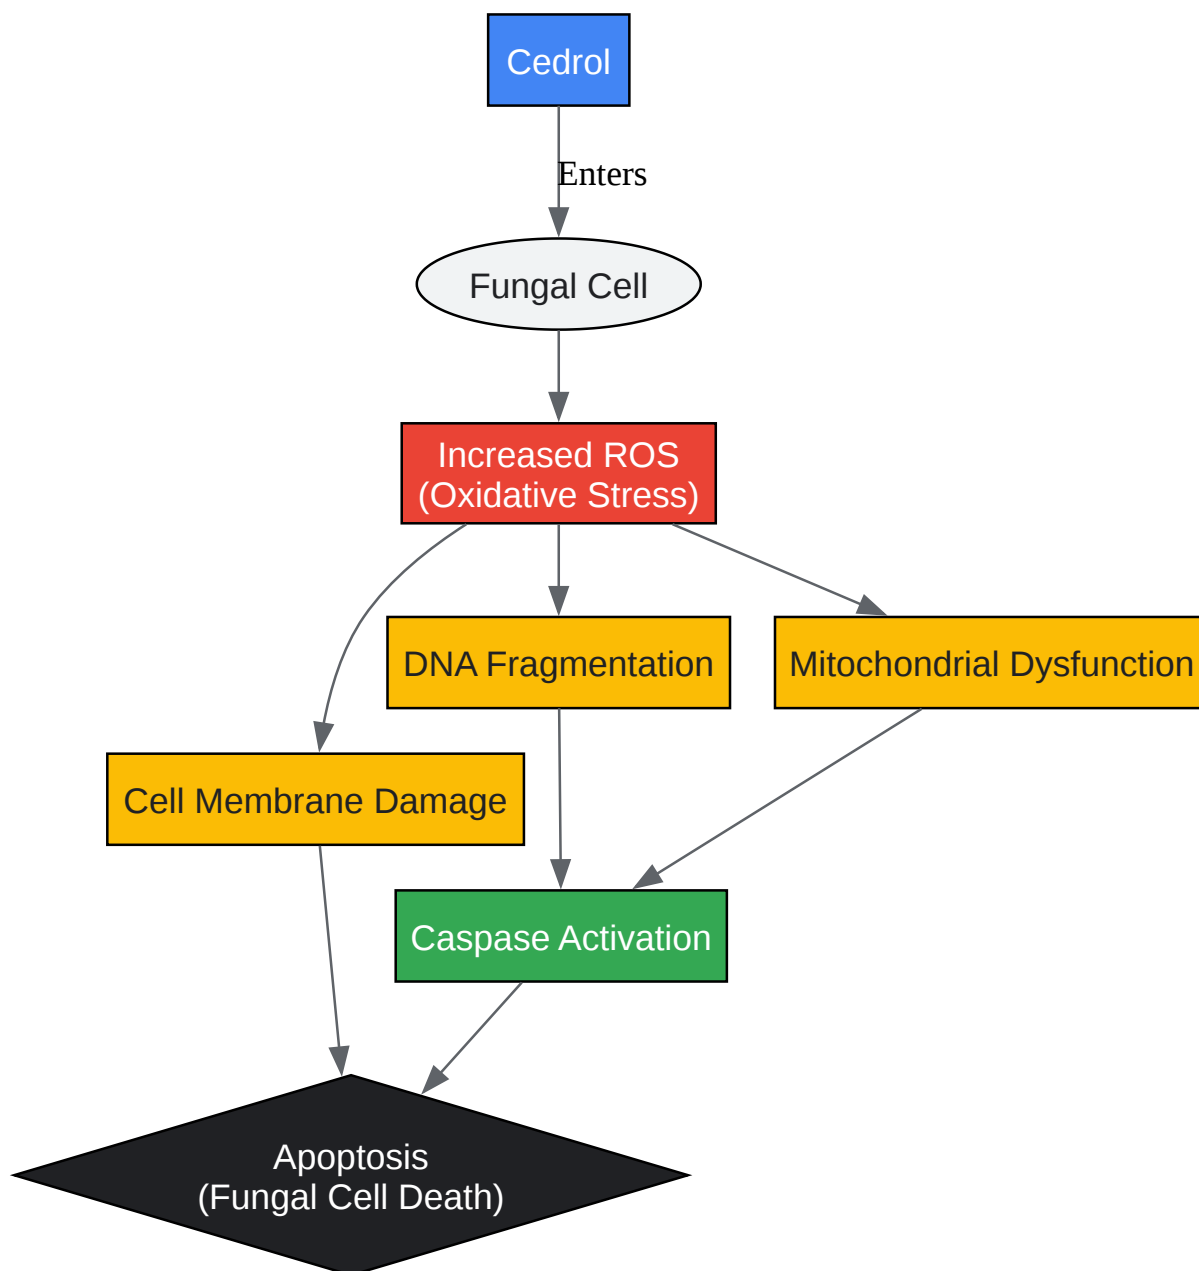 Cedrol
Enters
Fungal Cell
Increased ROS
(Oxidative Stress)
DNA Fragmentation
Mitochondrial Dysfunction
Cell Membrane Damage
Caspase Activation
Apoptosis
(Fungal Cell Death)